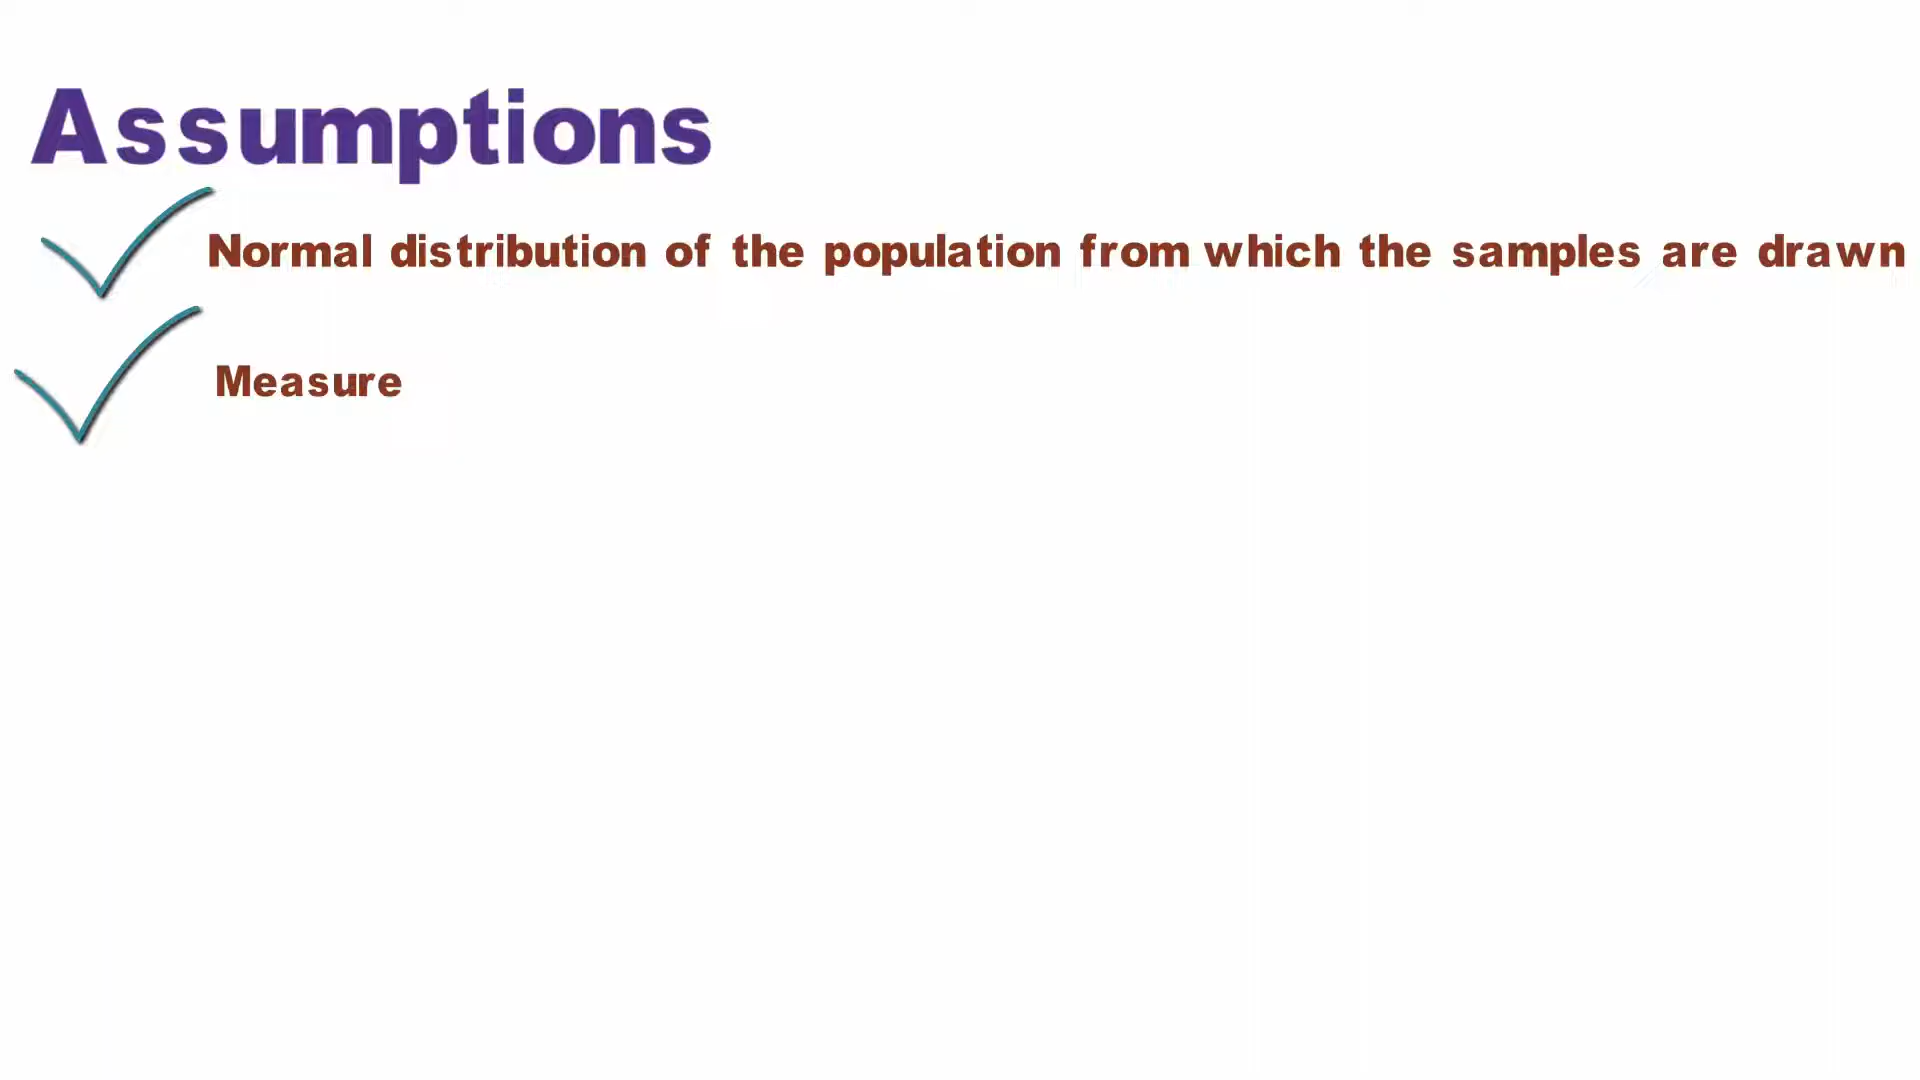 Assumptions
Normal distribution of the population from which the samples are drawn
Measure